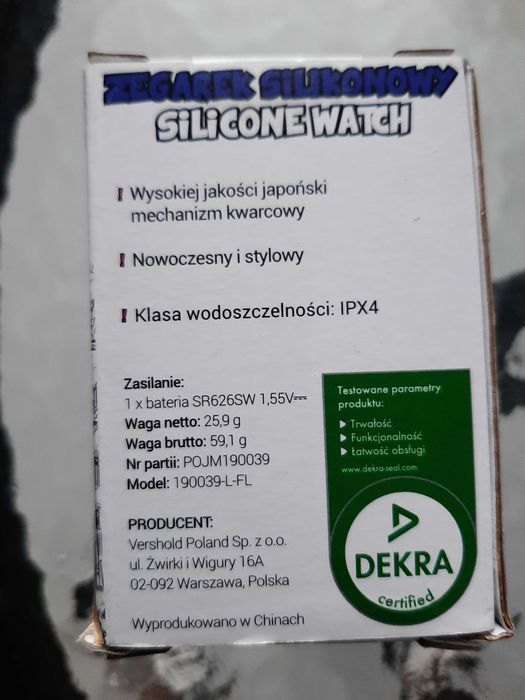 ZEGAREK SILIKONOWY
SILICONE WATCH
! Wysokiej jakości japoński
mechanizm kwarcowy
! Nowoczesny i stylowy
! Klasa wodoszczelności: IPX4
Zasilanie:
1 x bateria SR626SW 1,55V⎓
Waga netto: 25,9 g
Waga brutto: 59,1 g
Nr partii: POJM190039
Model: 190039-L-FL
PRODUCENT:
Vershold Poland Sp. z o.o.
ul. Żwirki i Wigury 16A
02-092 Warszawa, Polska
Wyprodukowano w Chinach
Testowane parametry
produktu:
▶ Trwałość
▶ Funkcjonalność
▶ Łatwość obsługi
www.dekra-seal.com
DEKRA
certified